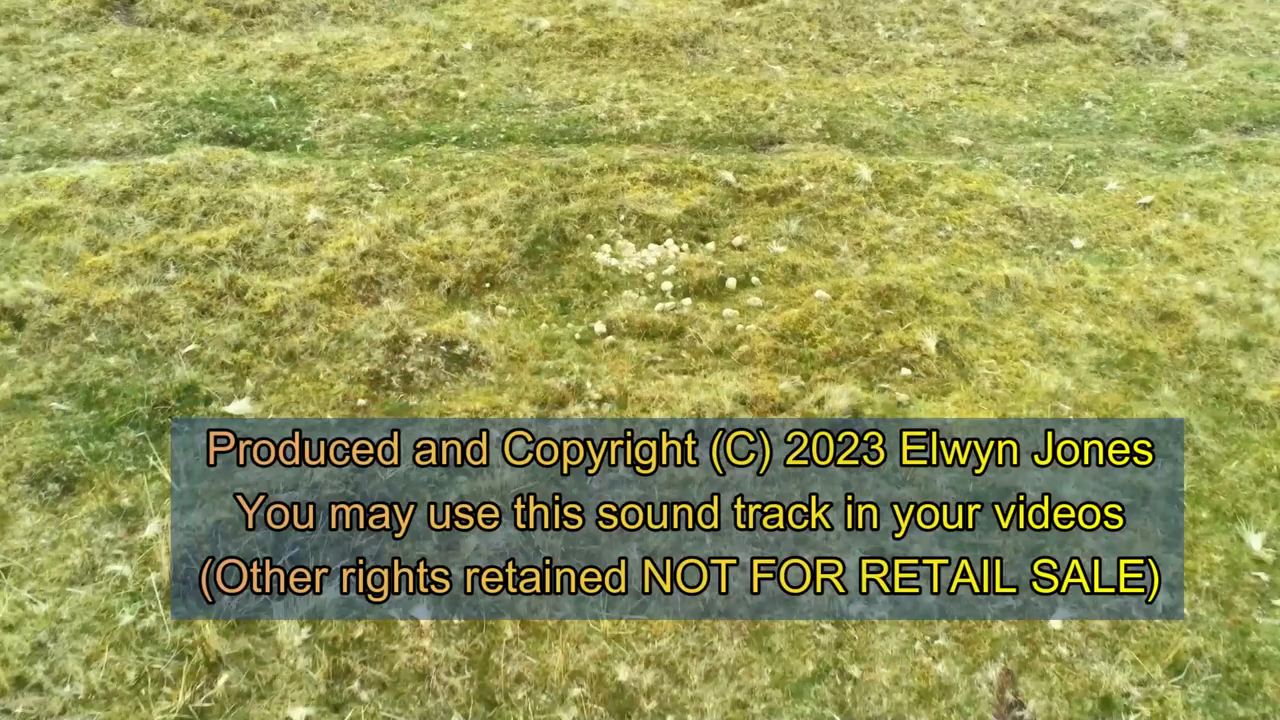 Produced and Copyright (C) 2023 Elwyn Jones
You may use this sound track in your videos
(Other rights retained NOT FOR RETAIL SALE)